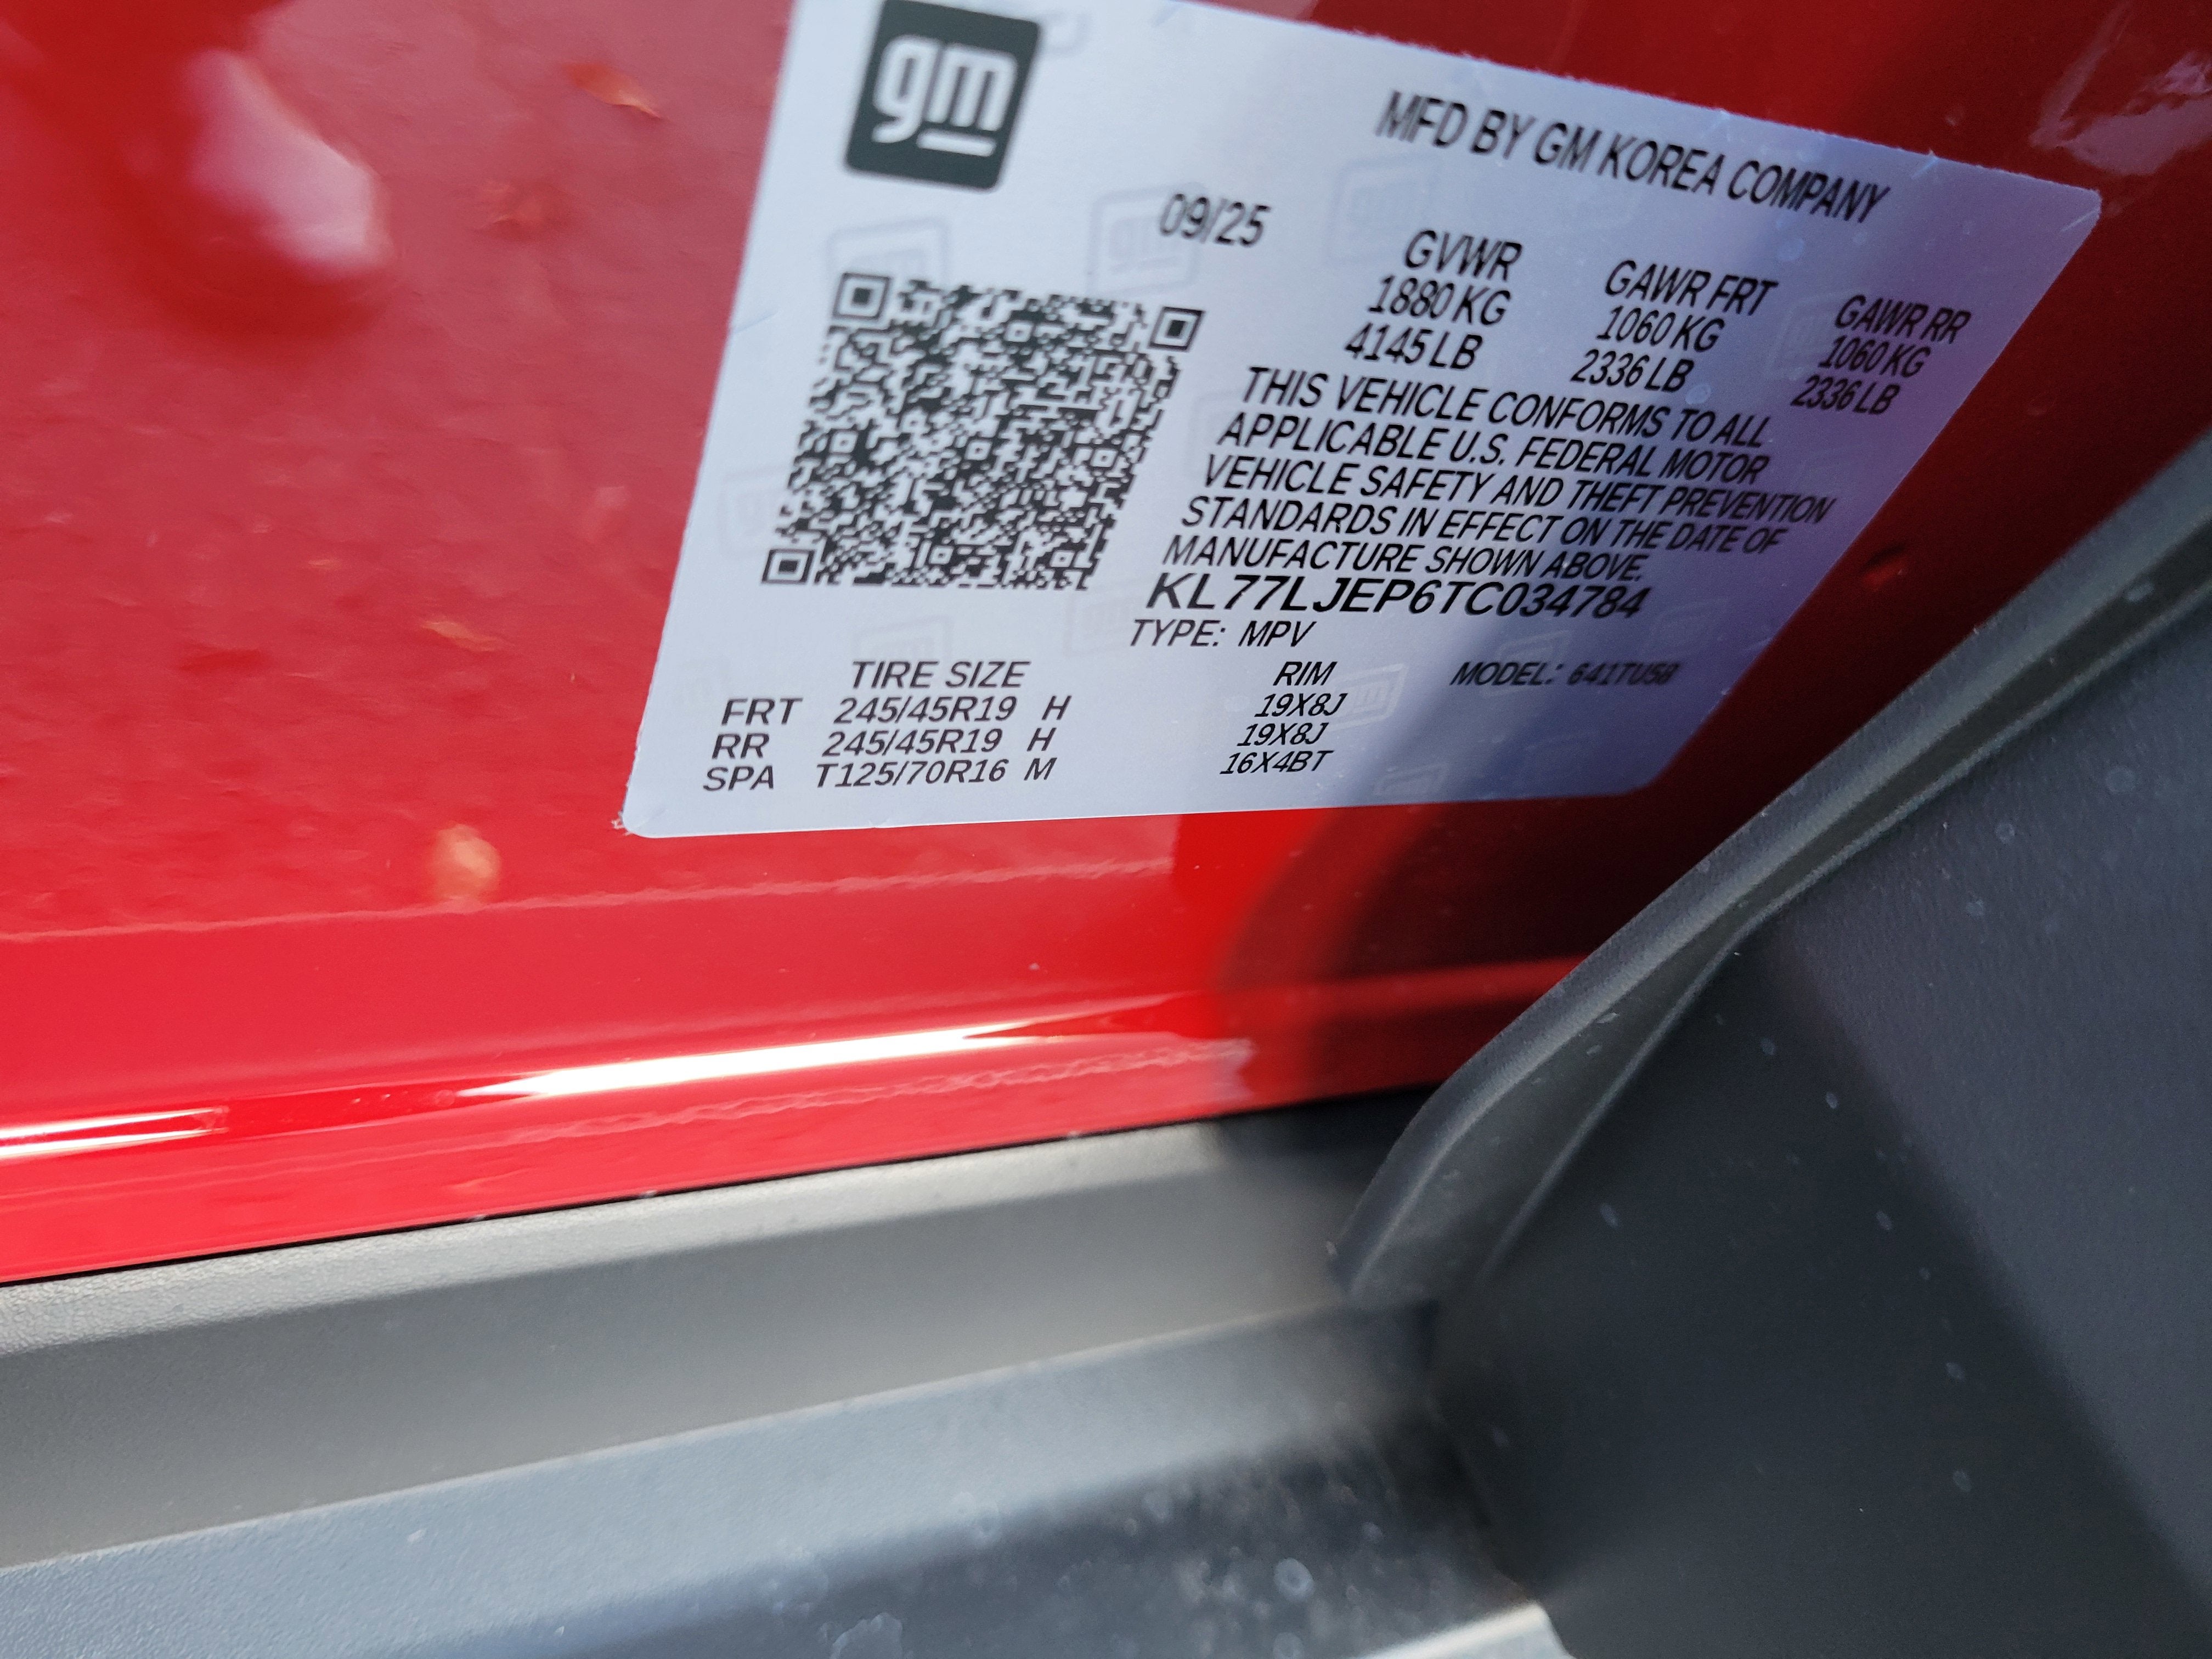 gm
MFD BY GM KOREA COMPANY
09/25
GVWR GAWR FRT GAWR RR
1880 KG 1060 KG 1060 KG
4145 LB 2336 LB 2336 LB
THIS VEHICLE CONFORMS TO ALL
APPLICABLE U.S. FEDERAL MOTOR
VEHICLE SAFETY AND THEFT PREVENTION
STANDARDS IN EFFECT ON THE DATE OF
MANUFACTURE SHOWN ABOVE.
KL77LJEP6TC034784
TYPE: MPV
TIRE SIZE RIM MODEL: 641TU58
FRT 245/45R19 H 19X8J
RR 245/45R19 H 19X8J
SPA T125/70R16 M 16X4BT